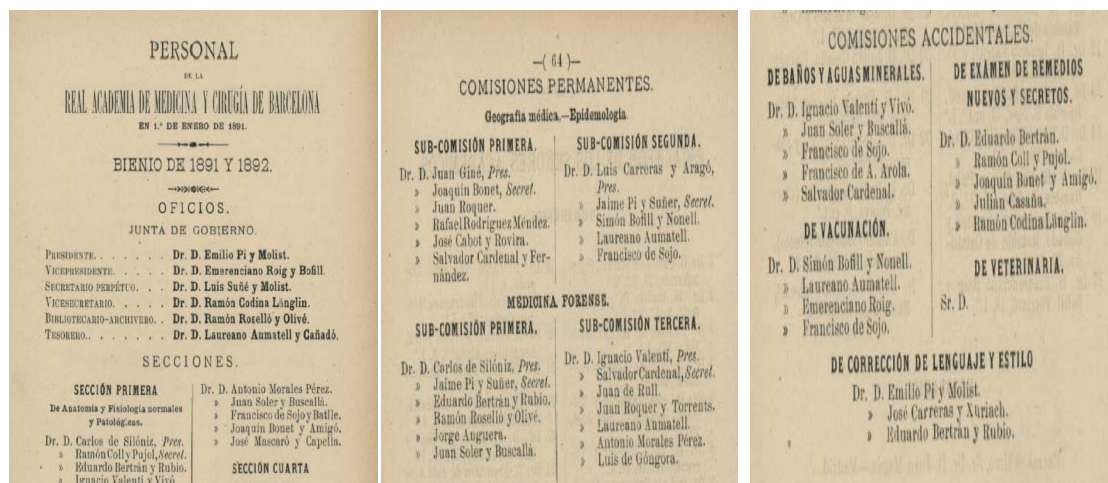 PERSONAL
DE LA
REAL ACADEMIA DE MEDICINA Y CIRUGÍA DE BARCELONA
EN 1.º DE ENERO DE 1891.
BIENIO DE 1891 Y 1892.
OFICIOS.
JUNTA DE GOBIERNO.
PRESIDENTE. . . . . . . Dr. D. Emilio Pi y Molist.
VICEPRESIDENTE. . . . . . Dr. D. Emerenciano Roig y Bofill.
SECRETARIO PERPÉTUO. . . Dr. D. Luis Suñé y Molist.
VICESECRETARIO. . . . . Dr. D. Ramón Codina Länglin.
BIBLIOTECARIO-ARCHIVERO. . Dr. D. Ramón Roselló y Olivé.
TESORERO. . . . . . . Dr. D. Laureano Aumatell y Cañadó.
SECCIONES.
SECCIÓN PRIMERA
De Anatomía y Fisiología normales
y Patológicas.
Dr. D. Carlos de Silóniz, Pres.
» Ramón Coll y Pujol, Secret.
» Eduardo Bertrán y Rubio.
» Ignacio Valentí y Vivó
Dr. D. Antonio Morales Pérez.
» Juan Soler y Buscallá.
» Francisco de Sojo y Batlle.
» Joaquín Bonet y Amigó.
» José Mascaró y Capella.
SECCIÓN CUARTA
—( 64 )—
COMISIONES PERMANENTES.
Geografía médica.—Epidemología.
SUB-COMISIÓN PRIMERA.
Dr. D. Juan Giné, Pres.
» Joaquín Bonet, Secret.
» Juan Roquer.
» Rafael Rodriguez Méndez.
» José Cabot y Rovira.
» Salvador Cardenal y Fer-
nández.
SUB-COMISIÓN SEGUNDA.
Dr. D. Luis Carreras y Aragó,
Pres.
» Jaime Pi y Suñer, Secret.
» Simón Bofill y Nonell.
» Laureano Aumatell.
» Francisco de Sojo.
MEDICINA FORENSE.
SUB-COMISIÓN PRIMERA.
Dr. D. Carlos de Silóniz, Pres.
» Jaime Pi y Suñer, Secret.
» Eduardo Bertrán y Rubio.
» Ramón Roselló y Olivé.
» Jorge Anguera.
» Juan Soler y Buscallá.
SUB-COMISIÓN TERCERA.
Dr. D. Ignacio Valentí, Pres.
» Salvador Cardenal, Secret.
» Juan de Rull.
» Juan Roquer y Torrents.
» Laureano Aumatell.
» Antonio Morales Pérez.
» Luis de Góngora.
COMISIONES ACCIDENTALES.
DE BAÑOS Y AGUAS MINERALES.
Dr. D. Ignacio Valentí y Vivó.
» Juan Soler y Buscallá.
» Francisco de Sojo.
» Francisco de A. Arola.
» Salvador Cardenal.
DE VACUNACIÓN.
Dr. D. Simón Bofill y Nonell.
» Laureano Aumatell.
» Emerenciano Roig.
» Francisco de Sojo.
DE EXÁMEN DE REMEDIOS
NUEVOS Y SECRETOS.
Dr. D. Eduardo Bertrán.
» Ramón Coll y Pujol.
» Joaquín Bonet y Amigó.
» Julián Casaña.
» Ramón Codina Länglin.
DE VETERINARIA.
Sr. D.
DE CORRECCIÓN DE LENGUAJE Y ESTILO
Dr. D. Emilio Pi y Molist.
» José Carreras y Xuriach.
» Eduardo Bertrán y Rubio.